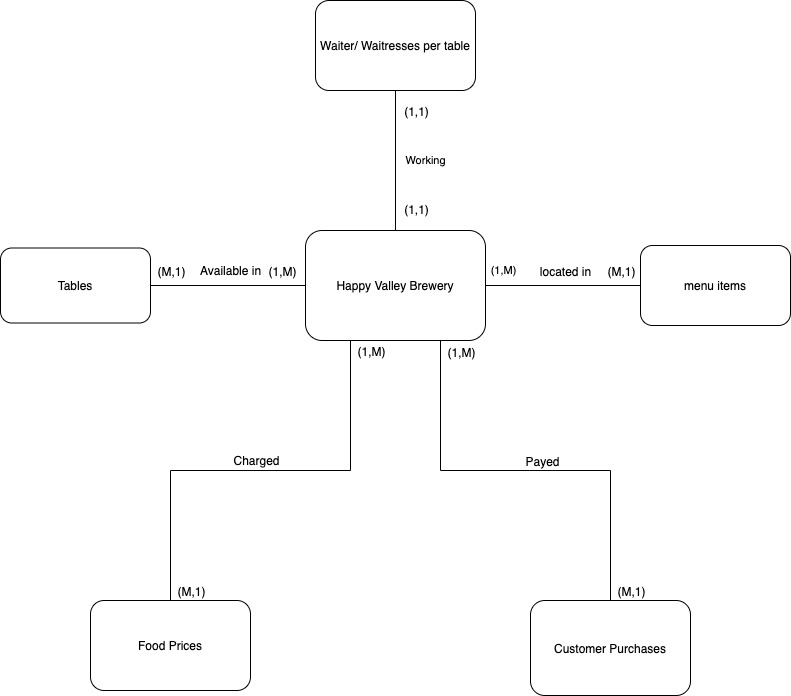 Waiter/ Waitresses per table
(1,1)
Working
(1,1)
Tables
(M,1)
Available in
(1,M)
Happy Valley Brewery
(1,M)
located in
(M,1)
menu items
(1,M)
(1,M)
Charged
Payed
(M,1)
(M,1)
Food Prices
Customer Purchases